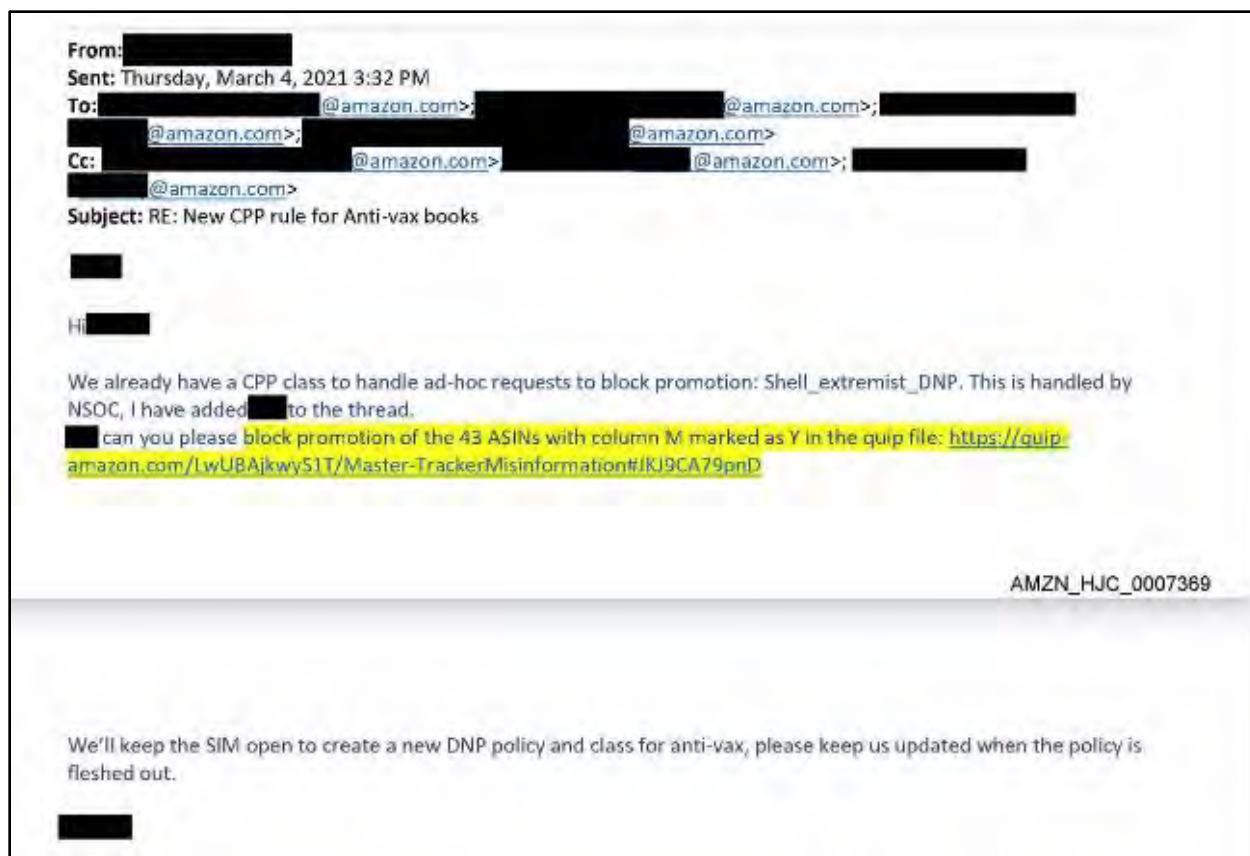 From:
Sent: Thursday, March 4, 2021 3:32 PM
To: @amazon.com>; @amazon.com>;
@amazon.com>; @amazon.com>
Cc: @amazon.com> @amazon.com>;
@amazon.com>
Subject: RE: New CPP rule for Anti-vax books
Hi
We already have a CPP class to handle ad-hoc requests to block promotion: Shell_extremist_DNP. This is handled by
NSOC, I have added to the thread.
can you please block promotion of the 43 ASINs with column M marked as Y in the quip file: https://quip-
amazon.com/LwUBAjkwyS1T/Master-TrackerMisinformation#JKJ9CA79pnD
AMZN_HJC_0007369
We'll keep the SIM open to create a new DNP policy and class for anti-vax, please keep us updated when the policy is
fleshed out.